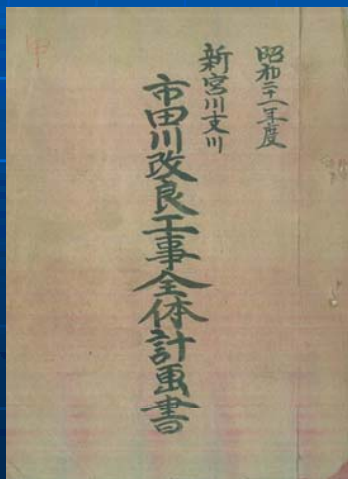 昭和二十一年度
新宮川支川
市田川改良工事全体計画書